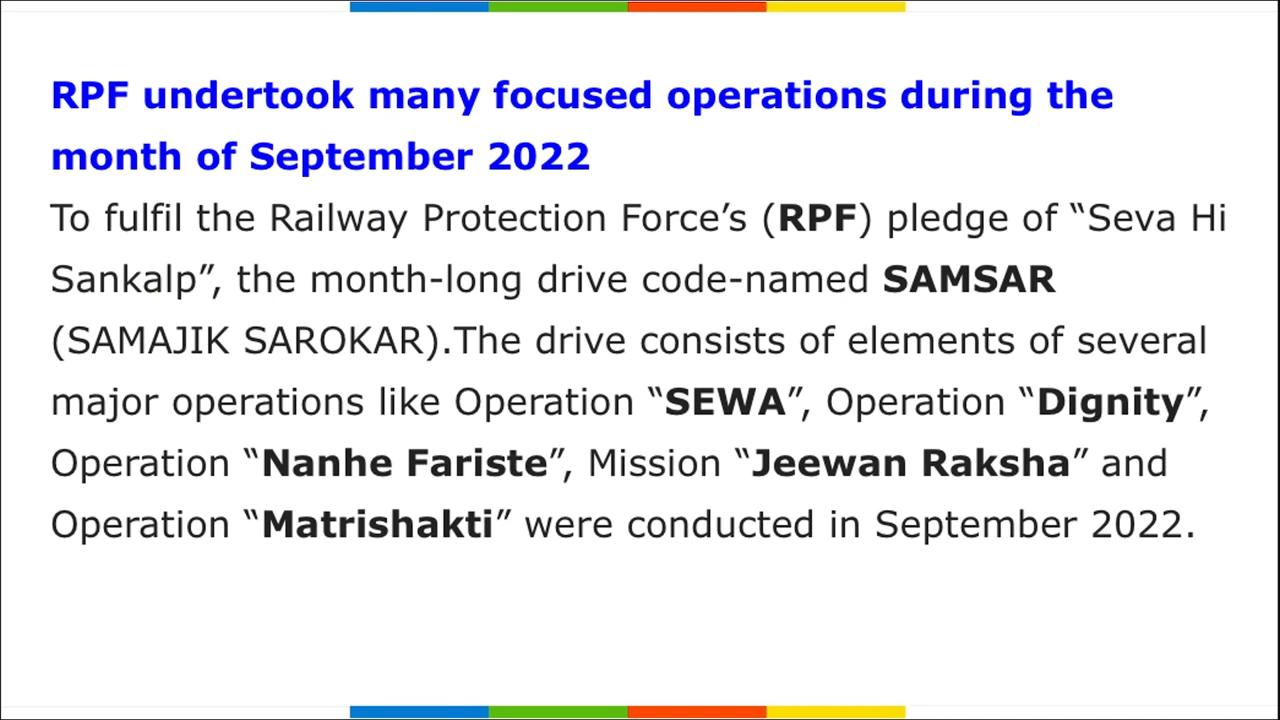 RPF undertook many focused operations during the
month of September 2022
To fulfil the Railway Protection Force’s (RPF) pledge of “Seva Hi
Sankalp”, the month-long drive code-named SAMSAR
(SAMAJIK SAROKAR).The drive consists of elements of several
major operations like Operation “SEWA”, Operation “Dignity”,
Operation “Nanhe Fariste”, Mission “Jeewan Raksha” and
Operation “Matrishakti” were conducted in September 2022.